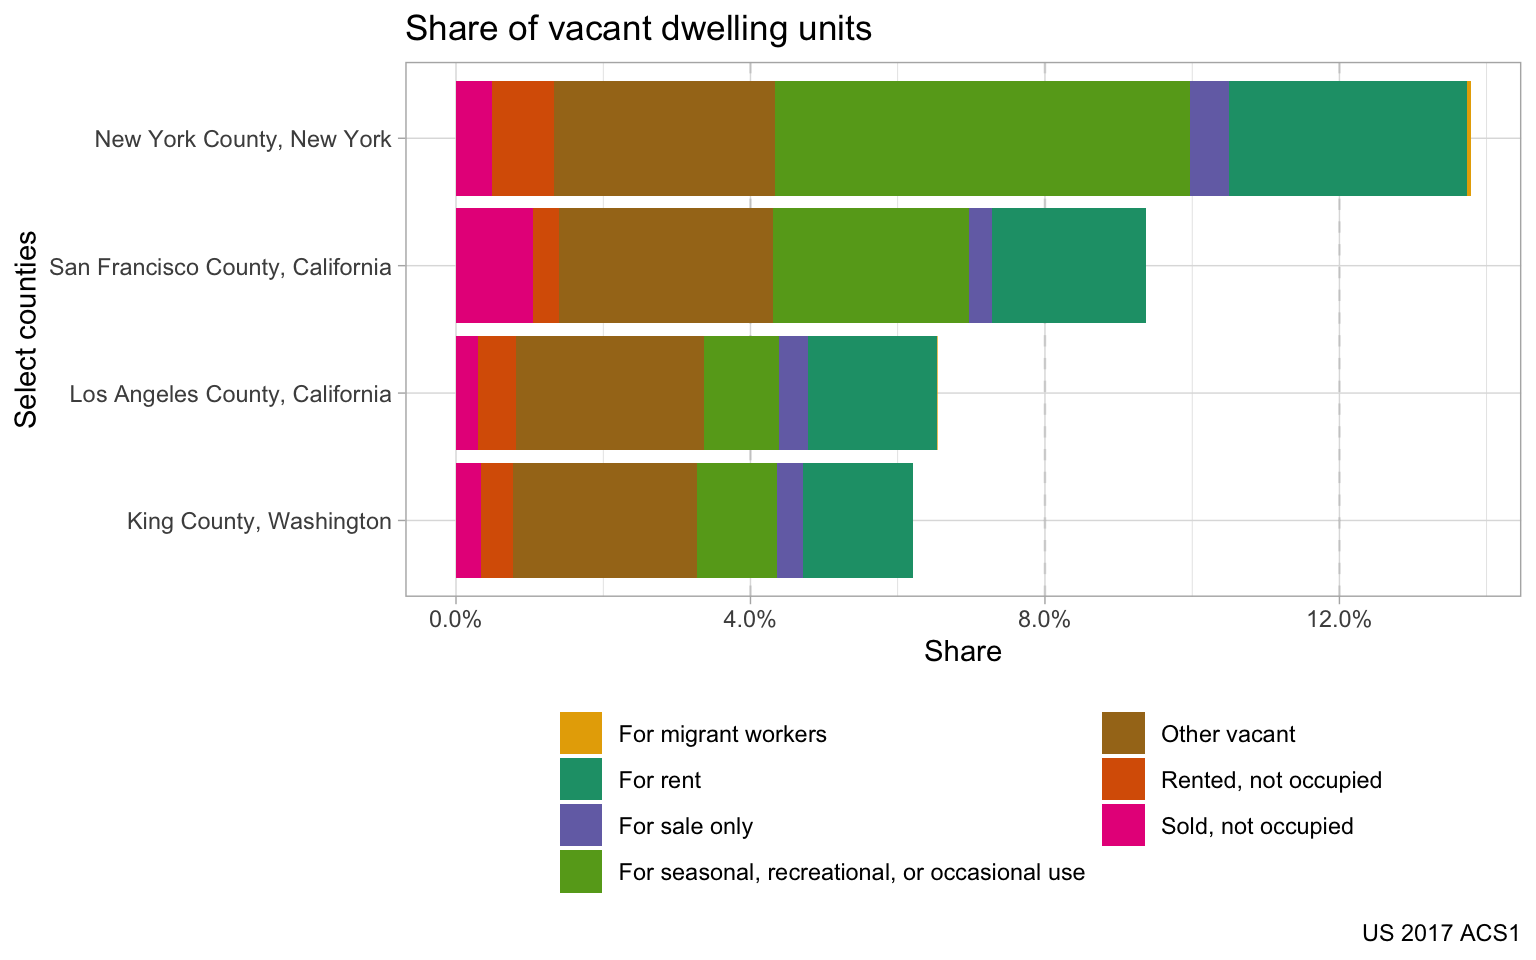 Share of vacant dwelling units
Select counties
New York County, New York
San Francisco County, California
Los Angeles County, California
King County, Washington
0.0% 4.0% 8.0% 12.0%
Share
For migrant workers
For rent
For sale only
For seasonal, recreational, or occasional use
Other vacant
Rented, not occupied
Sold, not occupied
US 2017 ACS1